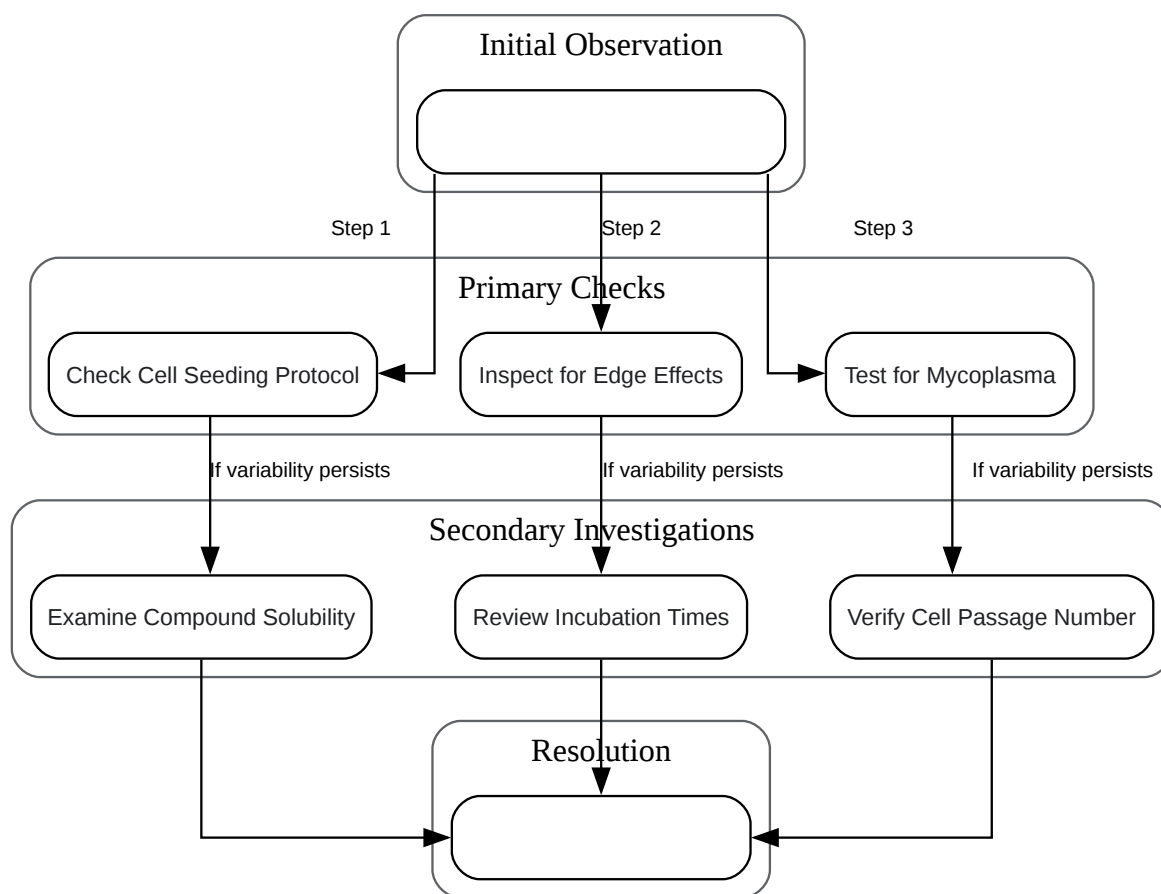 Initial Observation
Step 1
Step 2
Step 3
Primary Checks
Check Cell Seeding Protocol
Inspect for Edge Effects
Test for Mycoplasma
If variability persists
If variability persists
If variability persists
Secondary Investigations
Examine Compound Solubility
Review Incubation Times
Verify Cell Passage Number
Resolution